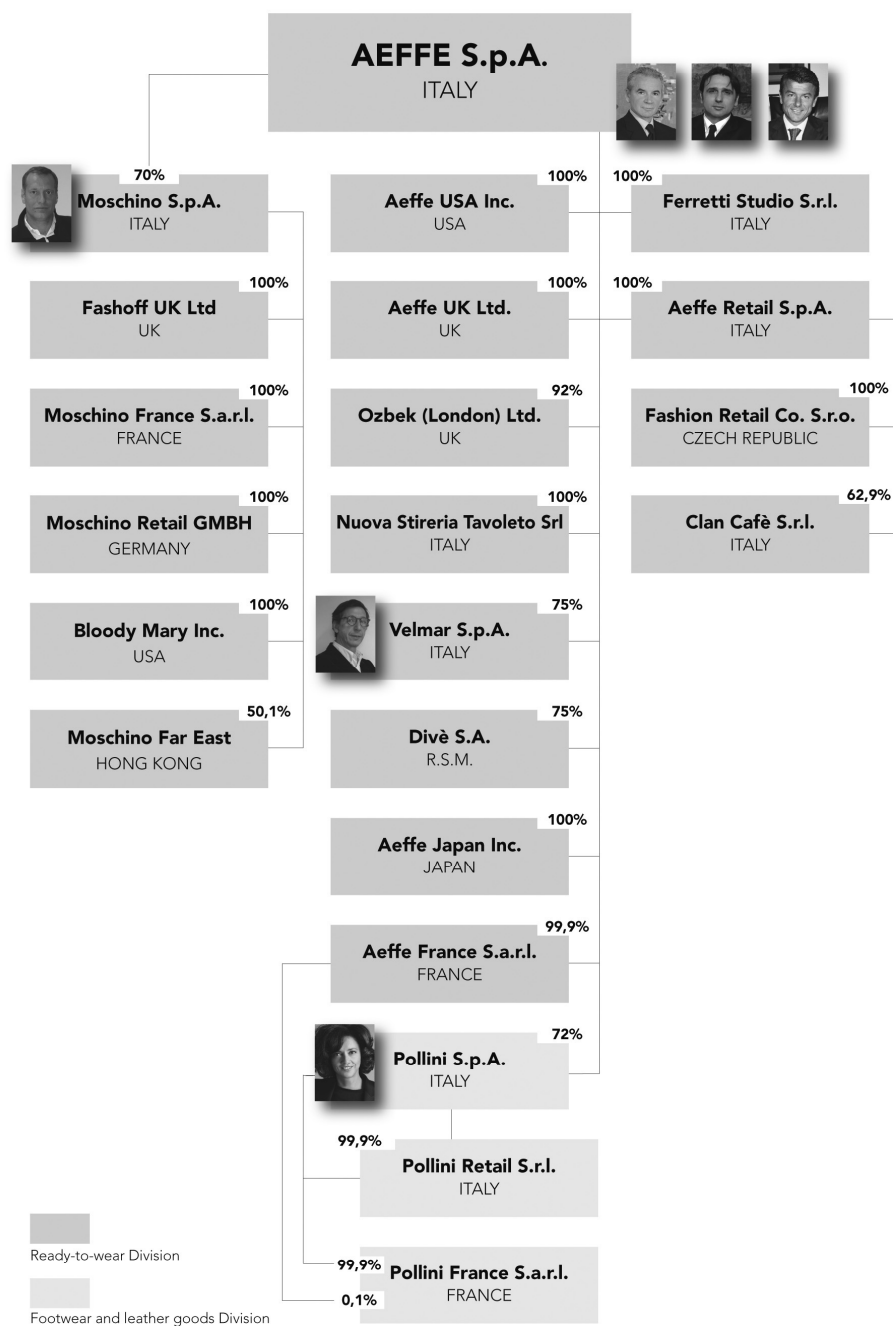 AEFFE S.p.A.
ITALY
70%
Moschino S.p.A.
ITALY
100%
Fashoff UK Ltd
UK
100%
Moschino France S.a.r.l.
FRANCE
100%
Moschino Retail GMBH
GERMANY
100%
Bloody Mary Inc.
USA
50,1%
Moschino Far East
HONG KONG
100%
Aeffe USA Inc.
USA
100%
Aeffe UK Ltd.
UK
92%
Ozbek (London) Ltd.
UK
100%
Nuova Stireria Tavoleto Srl
ITALY
75%
Velmar S.p.A.
ITALY
75%
Divè S.A.
R.S.M.
100%
Aeffe Japan Inc.
JAPAN
99,9%
Aeffe France S.a.r.l.
FRANCE
72%
Pollini S.p.A.
ITALY
99,9%
Pollini Retail S.r.l.
ITALY
99,9%
Pollini France S.a.r.l.
FRANCE
0,1%
100%
Ferretti Studio S.r.l.
ITALY
100%
Aeffe Retail S.p.A.
ITALY
100%
Fashion Retail Co. S.r.o.
CZECH REPUBLIC
62,9%
Clan Cafè S.r.l.
ITALY
Ready-to-wear Division
Footwear and leather goods Division